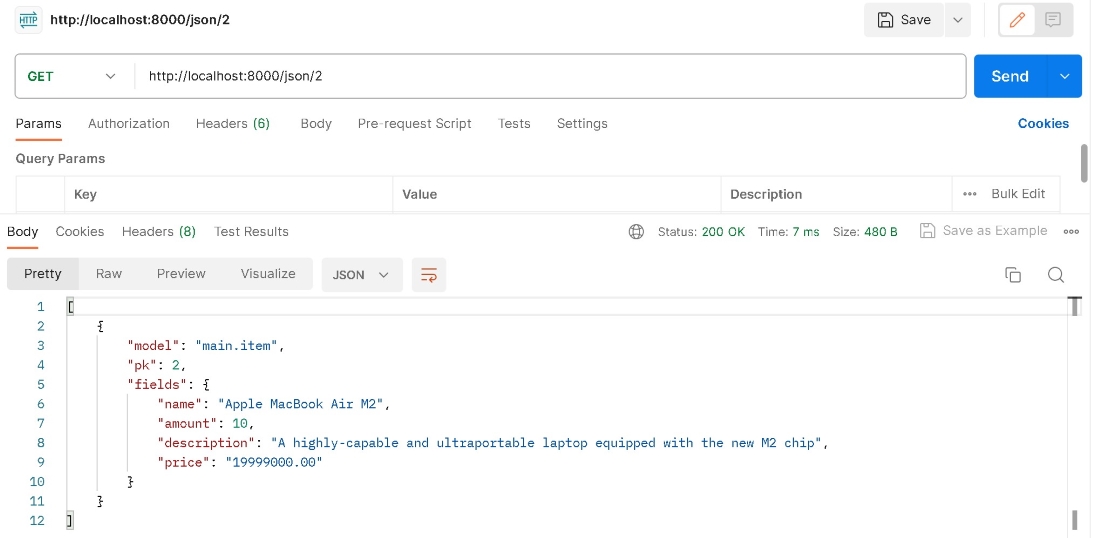 HTTP http://localhost:8000/json/2 Save
GET http://localhost:8000/json/2 Send
Params Authorization Headers (6) Body Pre-request Script Tests Settings Cookies
Query Params
Key Value Description ••• Bulk Edit
Body Cookies Headers (8) Test Results Status: 200 OK Time: 7 ms Size: 480 B Save as Example •••
Pretty Raw Preview Visualize JSON
1 [
2 {
3 "model": "main.item",
4 "pk": 2,
5 "fields": {
6 "name": "Apple MacBook Air M2",
7 "amount": 10,
8 "description": "A highly-capable and ultraportable laptop equipped with the new M2 chip",
9 "price": "19999000.00"
10 }
11 }
12 ]